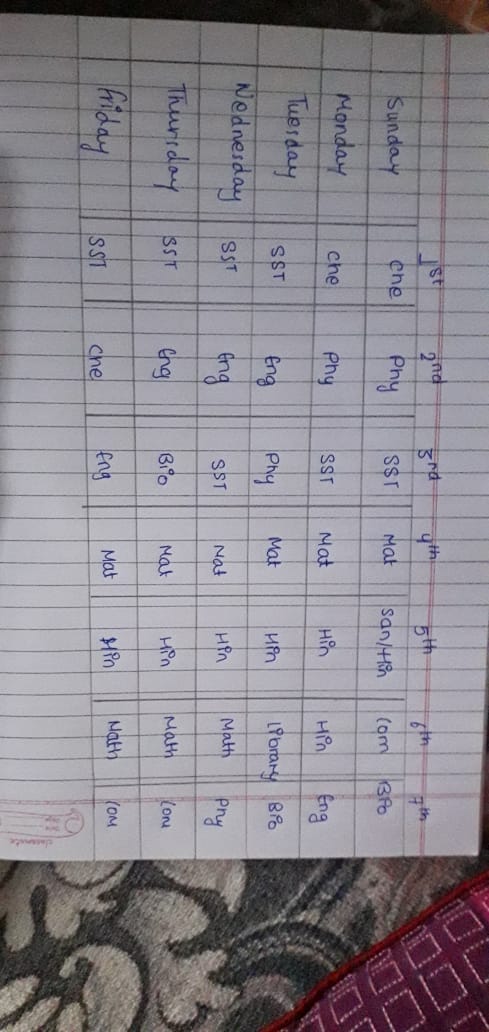 1st 2nd 3rd 4th 5th 6th 7th
Sunday Che Phy SST Mat San/Hin Com Bio
Monday Che Phy SST Mat Hin Hin Eng
Tuesday SST Eng Phy Mat Hin Library Bio
Wednesday SST Eng SST Mat Hin Math Phy
Thursday SST Eng Bio Mat Hin Math Com
Friday SST Che Eng Mat Hin Math Com
classmate
Date
Page